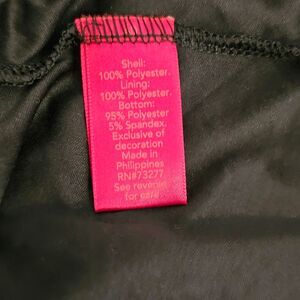 Shell:
100% Polyester.
Lining:
100% Polyester.
Bottom:
95% Polyester
5% Spandex.
Exclusive of
decoration
Made in
Philippines
RN#73277
See reverse
for care